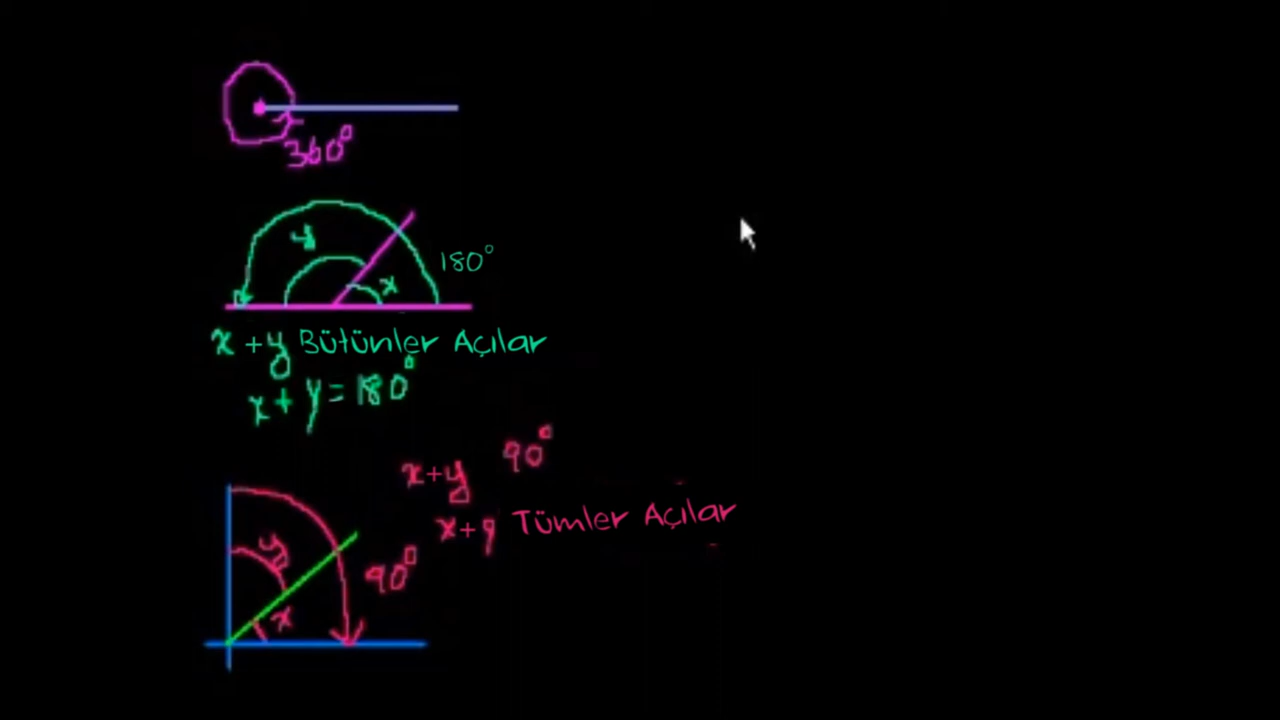 360°
y
180°
x
x + y Bütünler Açılar
x + y = 180°
x + y 90°
x + y Tümler Açılar
y
90°
x